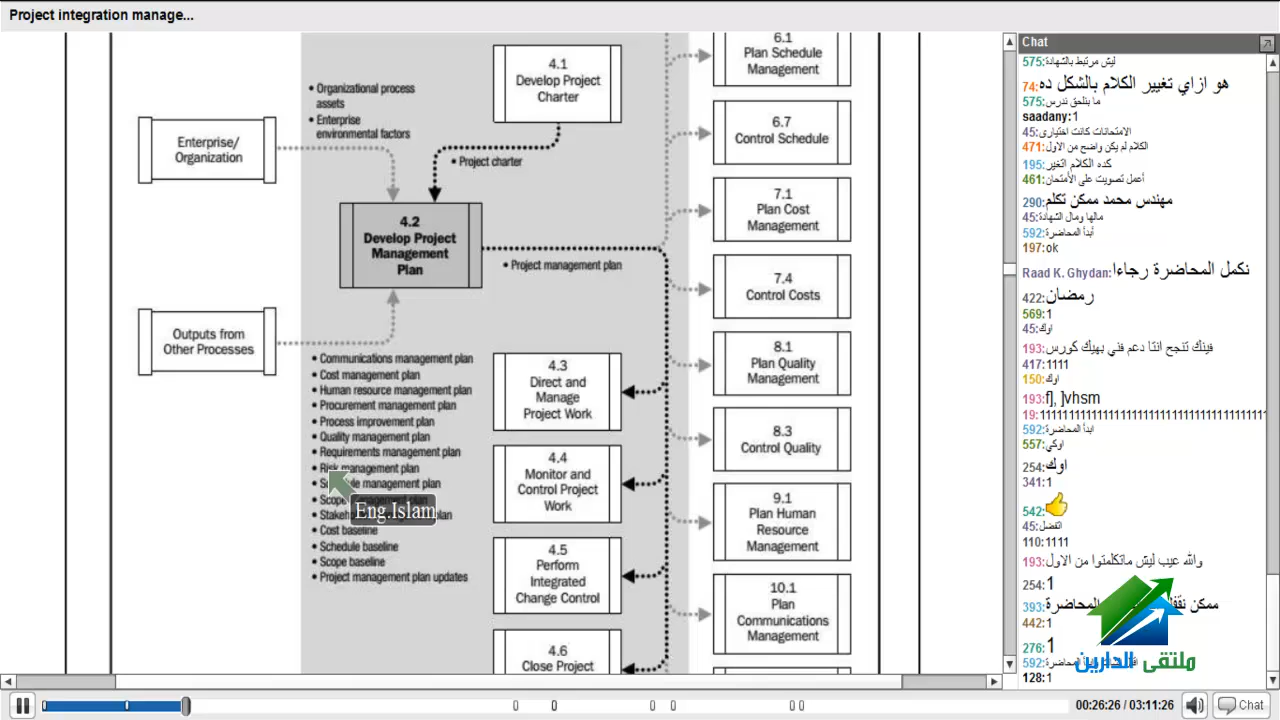 Project integration manage...
4.1
Develop Project
Charter
• Organizational process
assets
• Enterprise
environmental factors
Enterprise/
Organization
• Project charter
4.2
Develop Project
Management
Plan
• Project management plan
Outputs from
Other Processes
• Communications management plan
• Cost management plan
• Human resource management plan
• Procurement management plan
• Process improvement plan
• Quality management plan
• Requirements management plan
• Risk management plan
management plan
• Scope management plan
Eng.Islam
• Cost baseline
• Schedule baseline
• Scope baseline
• Project management plan updates
4.3
Direct and
Manage
Project Work
4.4
Monitor and
Control Project
Work
4.5
Perform
Integrated
Change Control
4.6
Close Project
6.1
Plan Schedule
Management
6.7
Control Schedule
7.1
Plan Cost
Management
7.4
Control Costs
8.1
Plan Quality
Management
8.3
Control Quality
9.1
Plan Human
Resource
Management
10.1
Plan
Communications
Management
Chat
575:ليش مرتبط بالشهادة
74:هو ازاي تغيير الكلام بالشكل ده
575:ما بنلحق ندرس
saadany:1
45:الامتحانات كانت اختيارى
471:الكلام لم يكن واضح من الاول
195:كده الكلام اتغير
461:أعمل تصويت على الأمتحان
290:مهندس محمد ممكن تكلم
45:مالها ومال الشهادة
592:أبدأ المحاضرة
197:ok
Raad K. Ghydan:نكمل المحاضرة رجاءا
422:رمضان
569:1
45:اوك
193:فينك تنجح انتا دعم فني بهيك كورس
417:1111
150:اوك
193:f], ]vhsm
592:ابدأ المحاضرة
557:اوكي
254:اوك
341:1
542:
45:اتفضل
110:1111
193:والله عيب ليش ماتكلمتوا من الاول
254:1
393:ممكن المحاضرة
442:1
276:1
592:
128:1
ملتقى الدارين
00:26:26 / 03:11:26
Chat